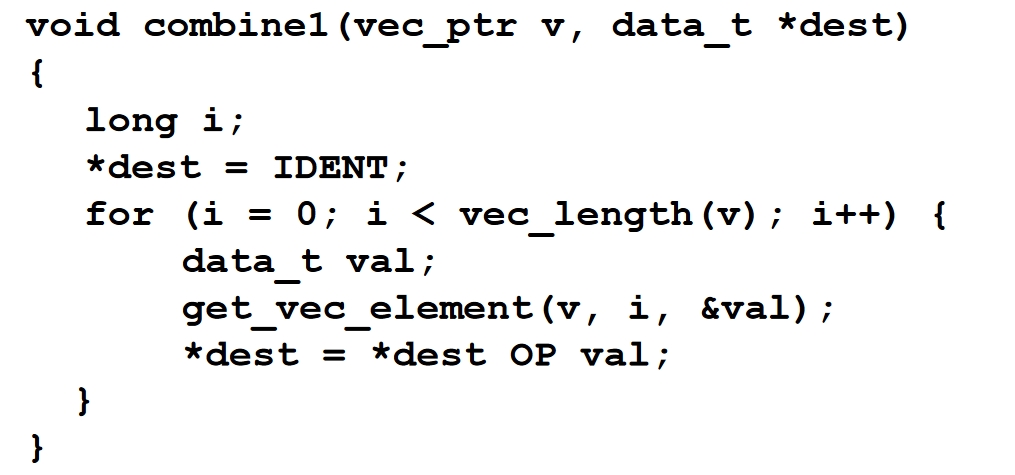 void combine1(vec_ptr v, data_t *dest)
{
long i;
*dest = IDENT;
for (i = 0; i < vec_length(v); i++) {
data_t val;
get_vec_element(v, i, &val);
*dest = *dest OP val;
}
}